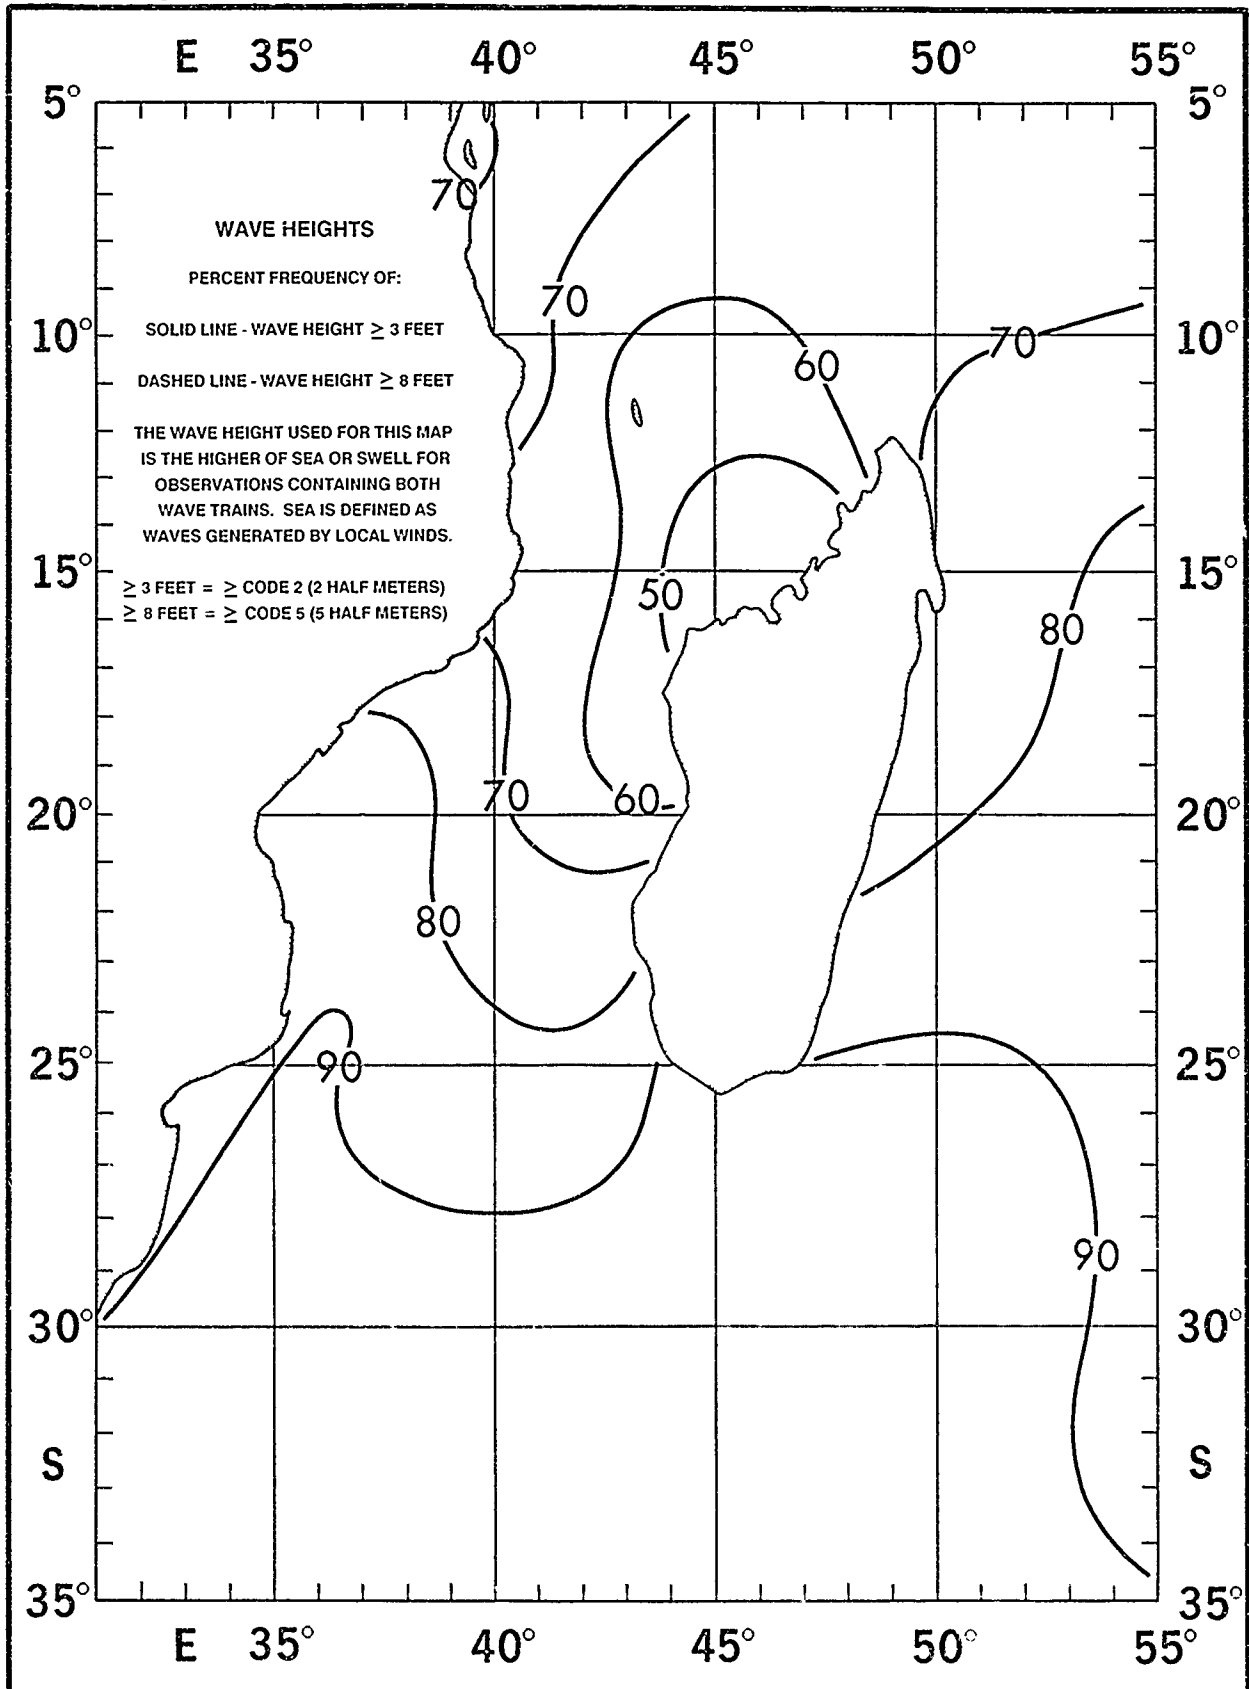 E 35° 40° 45° 50° 55°
5° 5°
70
WAVE HEIGHTS
PERCENT FREQUENCY OF:
70
SOLID LINE - WAVE HEIGHT ≥ 3 FEET
10° 70 10°
60
DASHED LINE - WAVE HEIGHT ≥ 8 FEET
THE WAVE HEIGHT USED FOR THIS MAP
IS THE HIGHER OF SEA OR SWELL FOR
OBSERVATIONS CONTAINING BOTH
WAVE TRAINS. SEA IS DEFINED AS
WAVES GENERATED BY LOCAL WINDS.
15° 15°
≥ 3 FEET = ≥ CODE 2 (2 HALF METERS)
50
≥ 8 FEET = ≥ CODE 5 (5 HALF METERS)
80
70 60
20° 20°
80
25° 90 25°
90
30° 30°
S S
35° 35°
E 35° 40° 45° 50° 55°